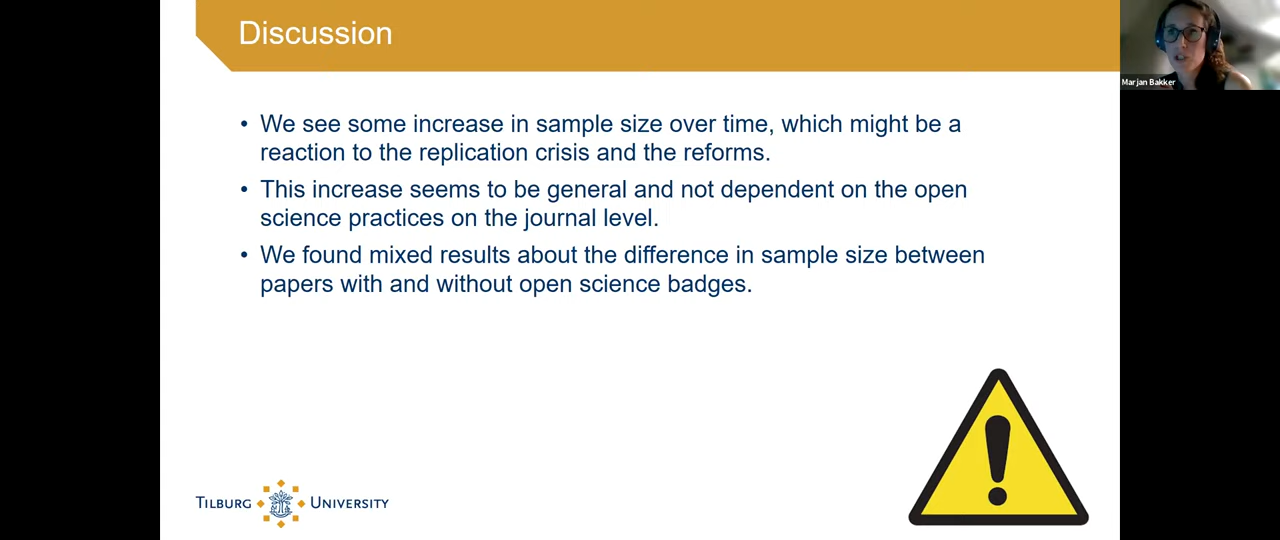 Discussion
Marjan Bakker
• We see some increase in sample size over time, which might be a
reaction to the replication crisis and the reforms.
• This increase seems to be general and not dependent on the open
science practices on the journal level.
• We found mixed results about the difference in sample size between
papers with and without open science badges.
TILBURG UNIVERSITY